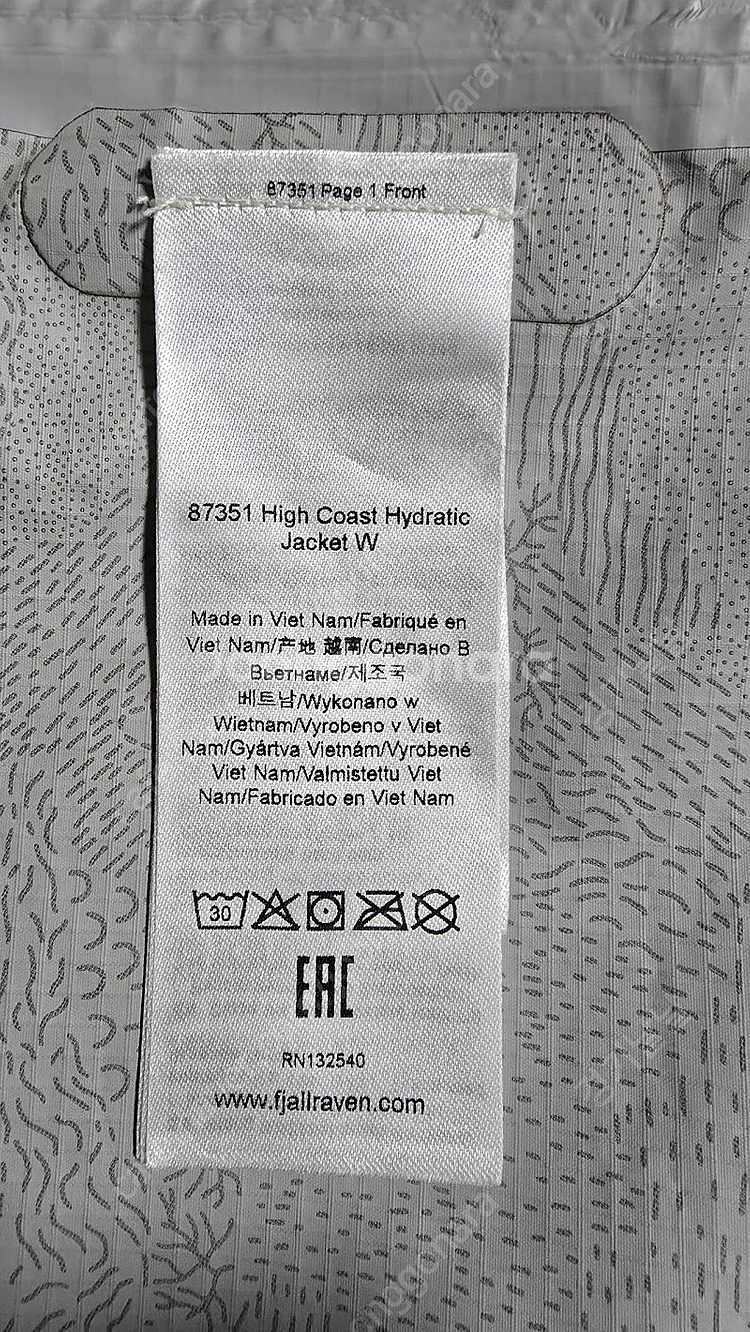 87351 Page 1 Front
87351 High Coast Hydratic
Jacket W
Made in Viet Nam/Fabriqué en
Viet Nam/产地 越南/Сделано В
Вьетнаме/제조국
베트남/Wykonano w
Wietnam/Vyrobeno v Viet
Nam/Gyártva Vietnám/Vyrobené
Viet Nam/Valmistettu Viet
Nam/Fabricado en Viet Nam
30
EAC
RN132540
www.fjallraven.com